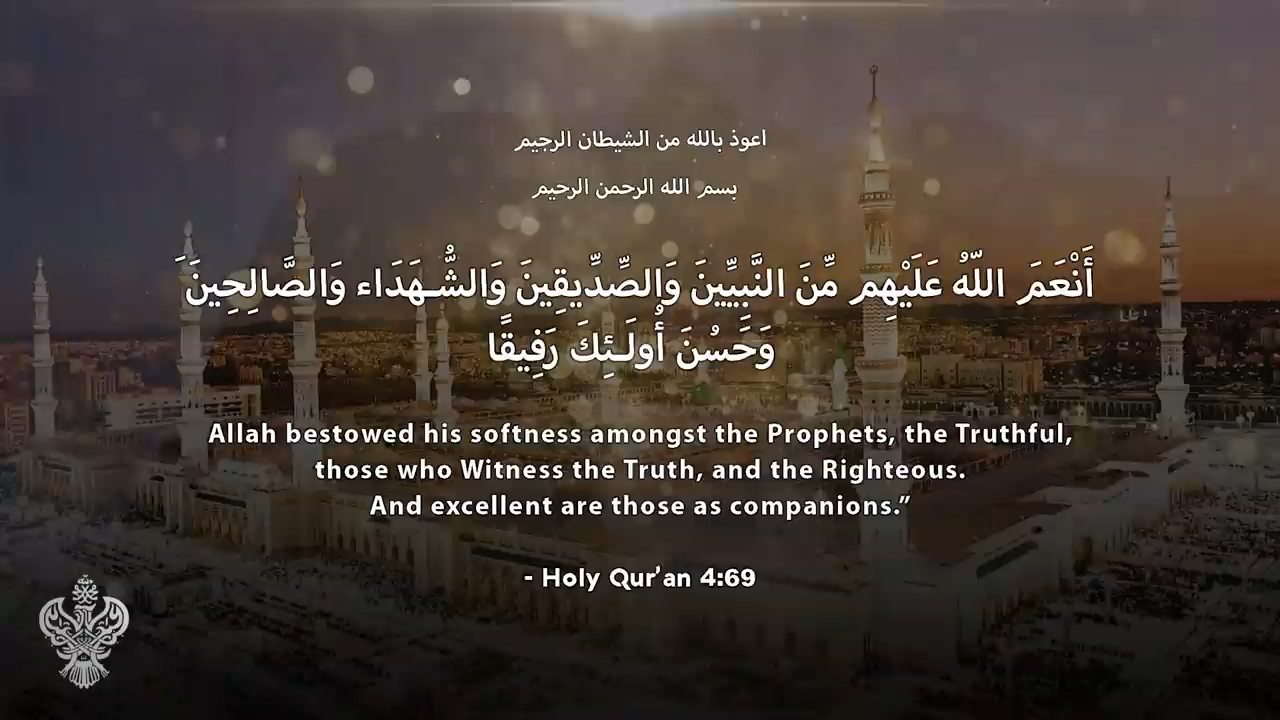 اعوذ بالله من الشيطان الرجيم
بسم الله الرحمن الرحيم
أَنْعَمَ اللّهُ عَلَيْهِم مِّنَ النَّبِيِّينَ وَالصِّدِّيقِينَ وَالشُّهَدَاء وَالصَّالِحِينَ َ
وَحَسُنَ أُولَـئِكَ رَفِيقًا
Allah bestowed his softness amongst the Prophets, the Truthful,
those who Witness the Truth, and the Righteous.
And excellent are those as companions.”
- Holy Qur’an 4:69